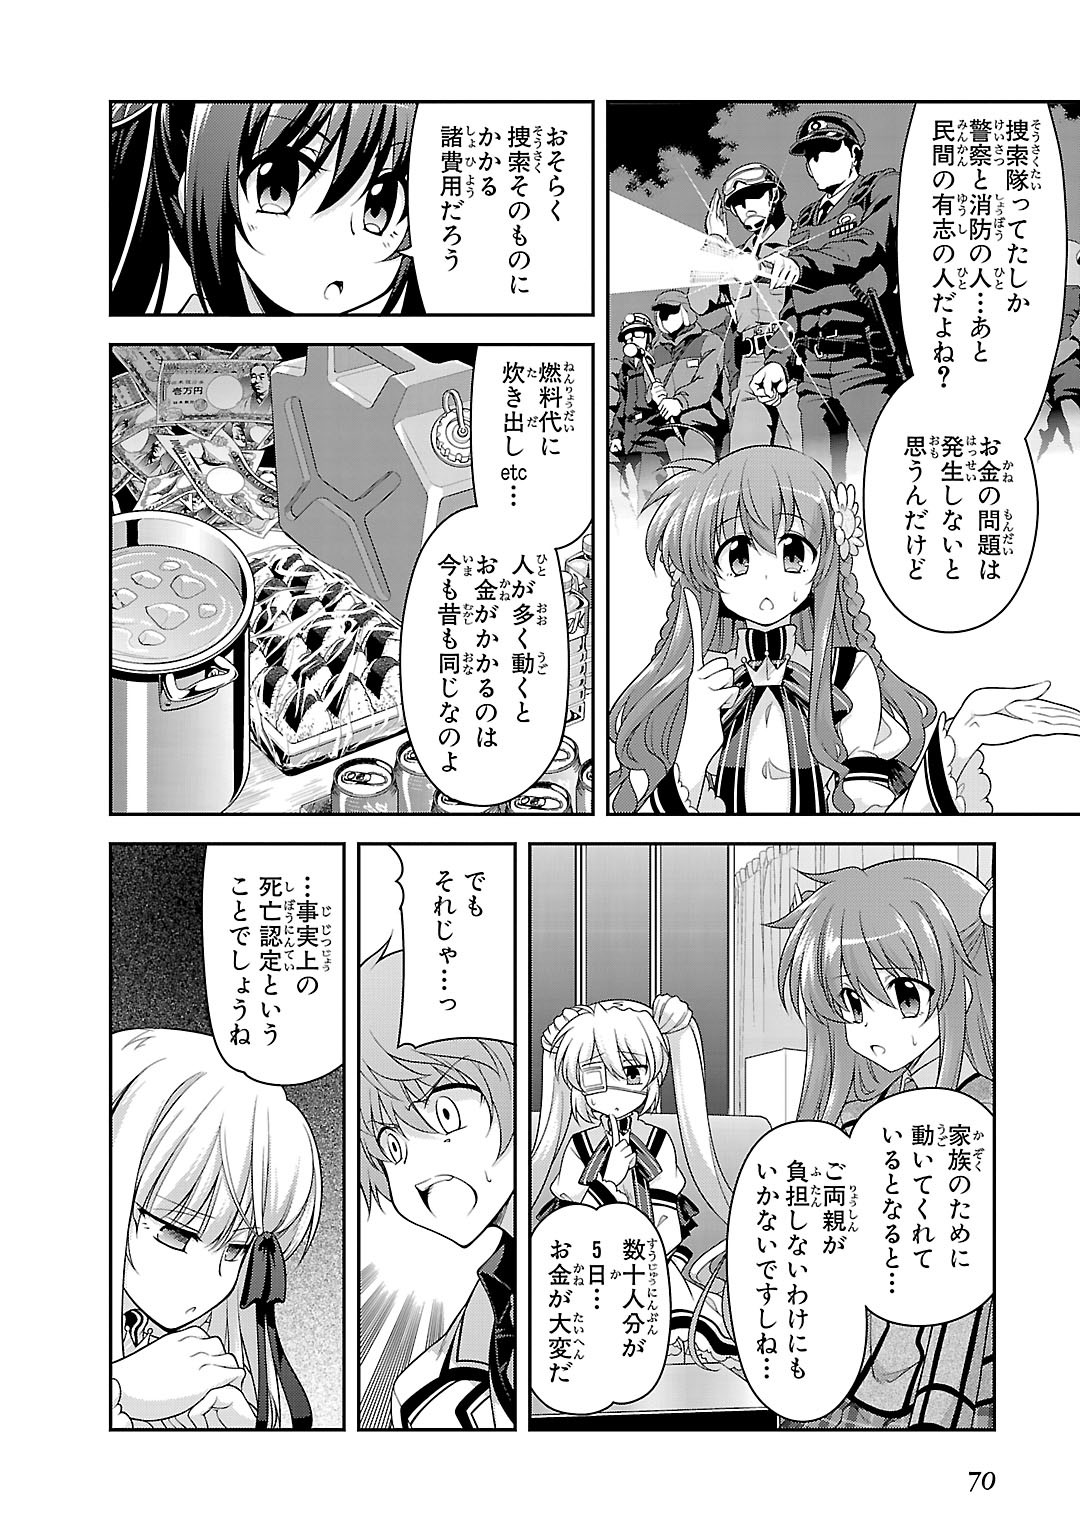 捜索隊ってたしか
警察と消防の人…あと
民間の有志の人だよね？
お金の問題は
発生しないと
思うんだけど
おそらく
捜索そのものに
かかる
諸費用だろう
燃料代に
炊き出し
etc…
人が多く動くと
お金がかかるのは
今も昔も同じなのよ
壱万円
家族のために
動いてくれて
いるとなると…
ご両親が
負担しないわけにも
いかないですしね…
数十人分が
5日…
お金が大変だ
でも
それじゃ…っ
…事実上の
死亡認定という
ことでしょうね
70